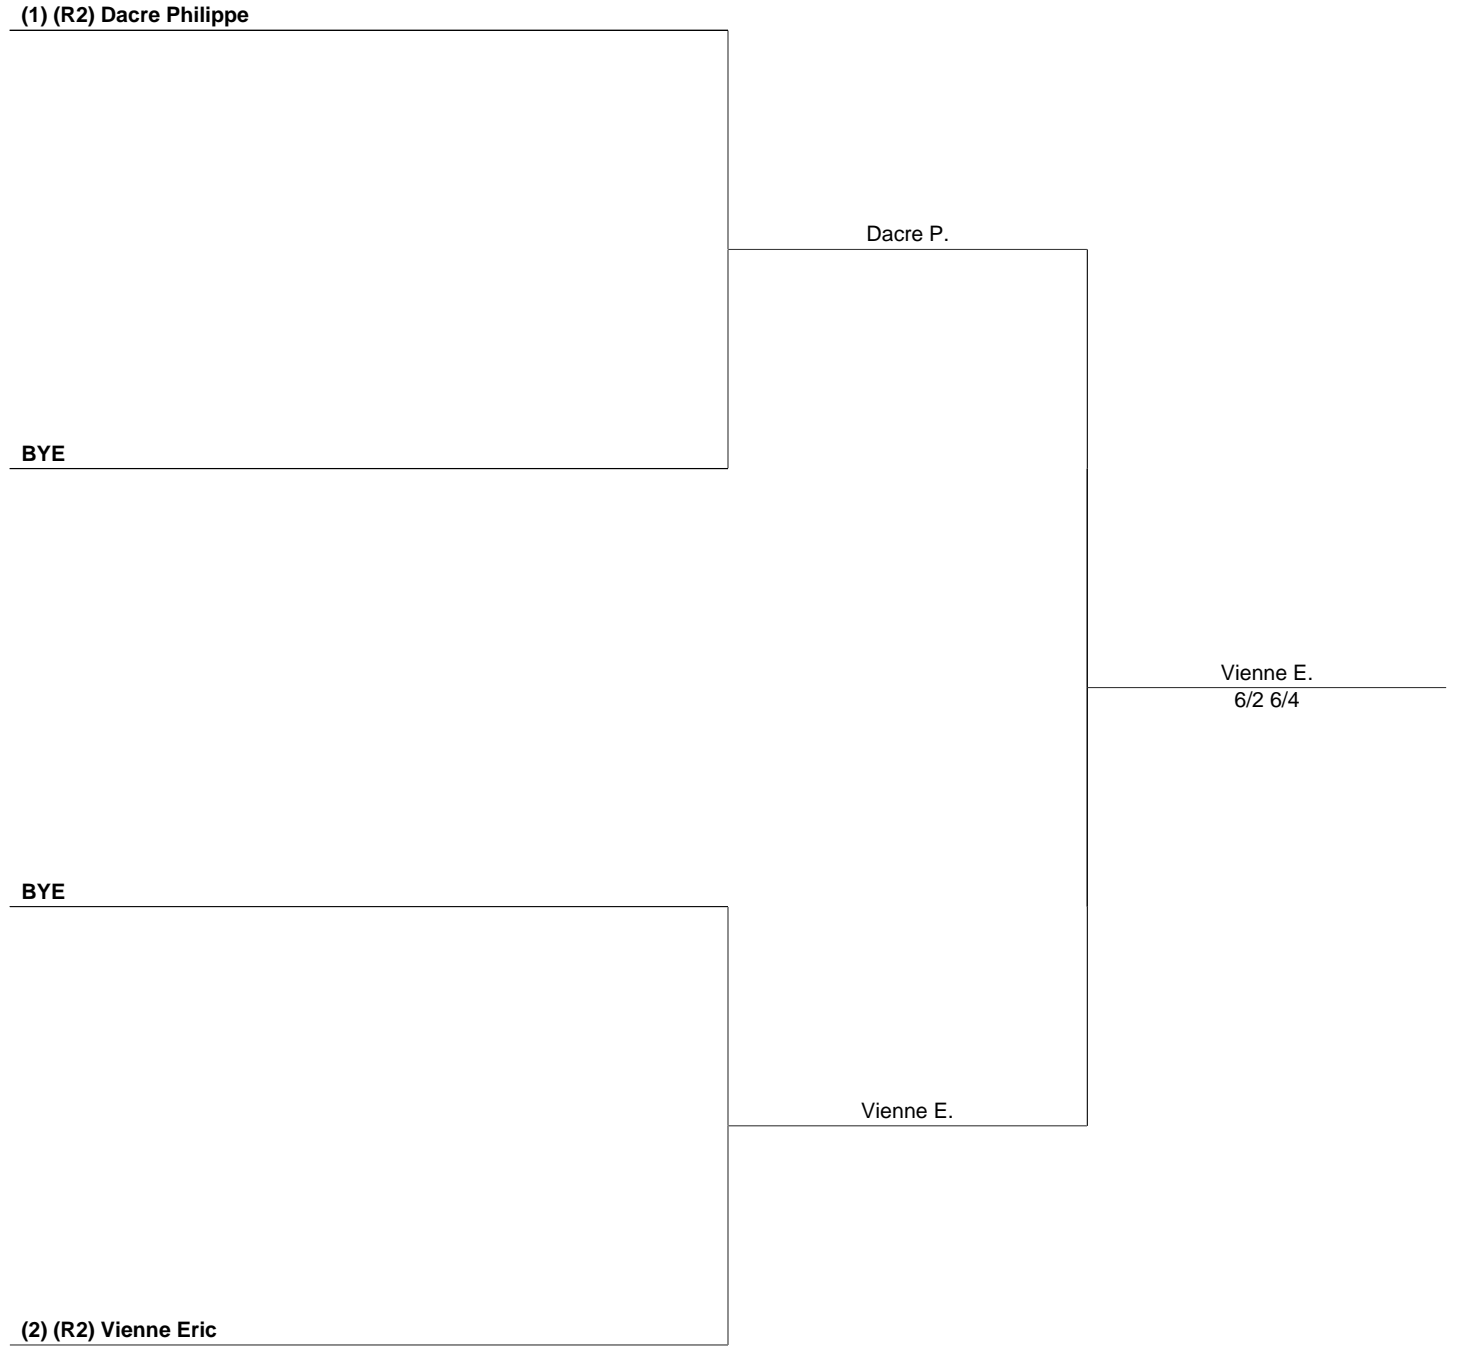 (1) (R2) Dacre Philippe
Dacre P.
BYE
Vienne E.
6/2 6/4
BYE
Vienne E.
(2) (R2) Vienne Eric